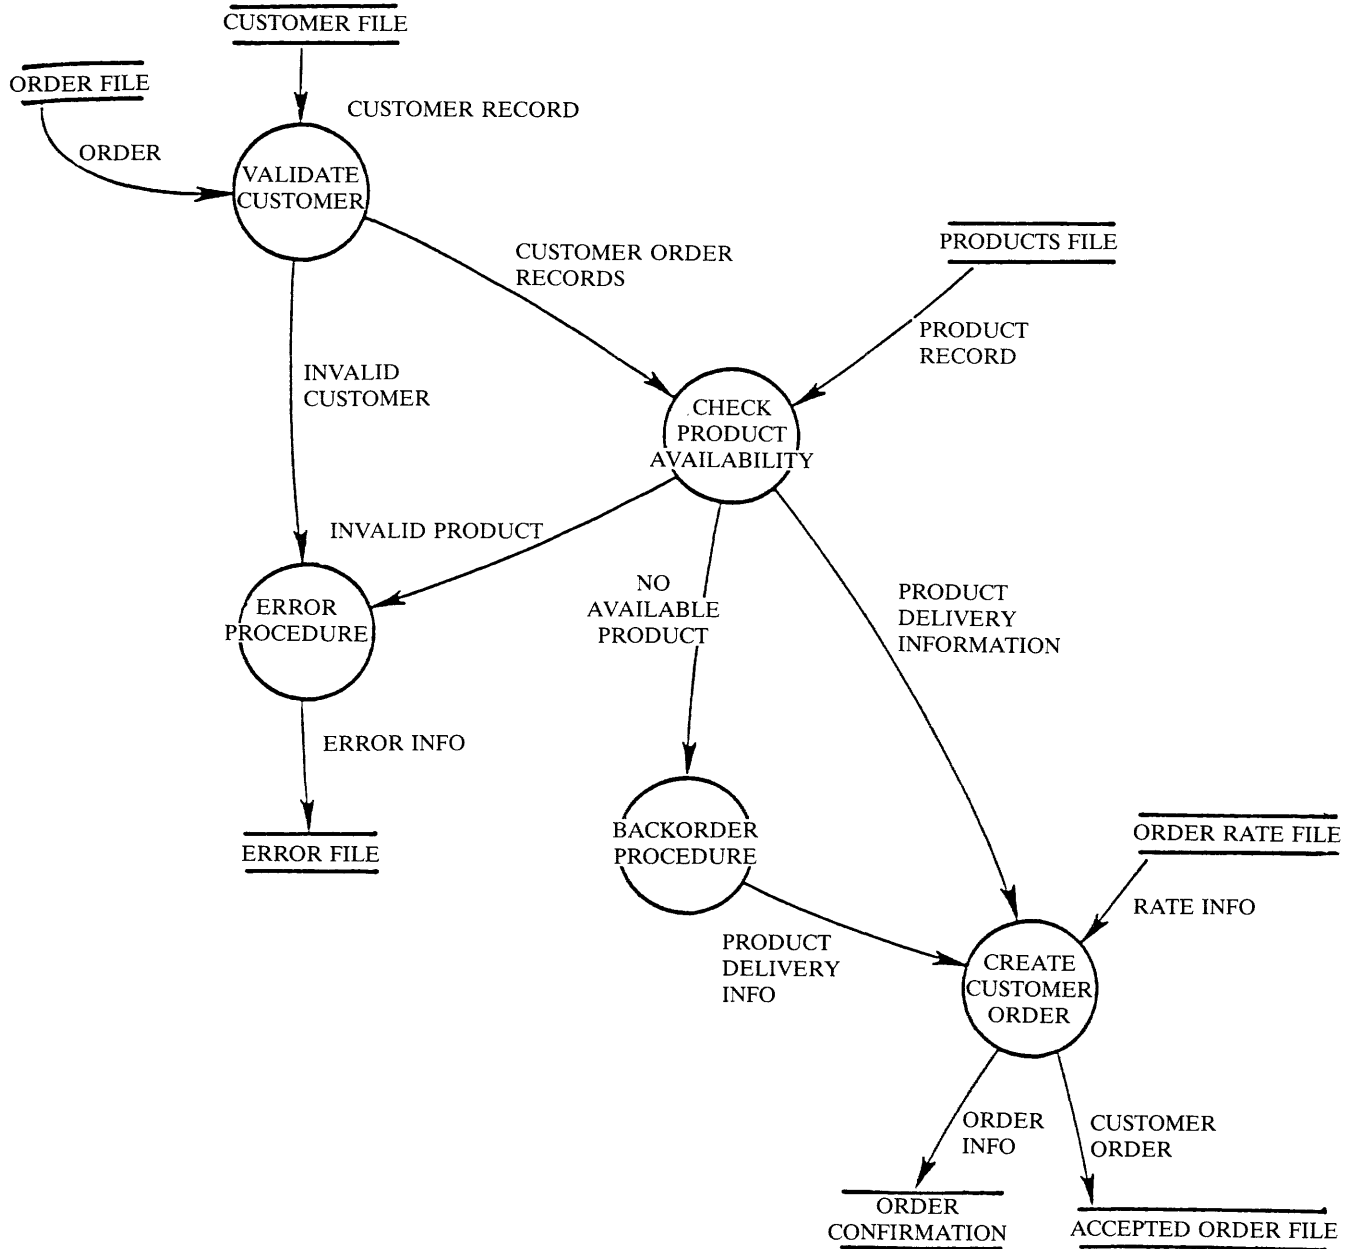 CUSTOMER FILE
ORDER FILE
CUSTOMER RECORD
ORDER
VALIDATE
CUSTOMER
CUSTOMER ORDER
RECORDS
PRODUCTS FILE
PRODUCT
RECORD
INVALID
CUSTOMER
CHECK
PRODUCT
AVAILABILITY
INVALID PRODUCT
NO
AVAILABLE
PRODUCT
PRODUCT
DELIVERY
INFORMATION
ERROR
PROCEDURE
ERROR INFO
ERROR FILE
BACKORDER
PROCEDURE
ORDER RATE FILE
RATE INFO
PRODUCT
DELIVERY
INFO
CREATE
CUSTOMER
ORDER
ORDER
INFO
CUSTOMER
ORDER
ORDER
CONFIRMATION
ACCEPTED ORDER FILE